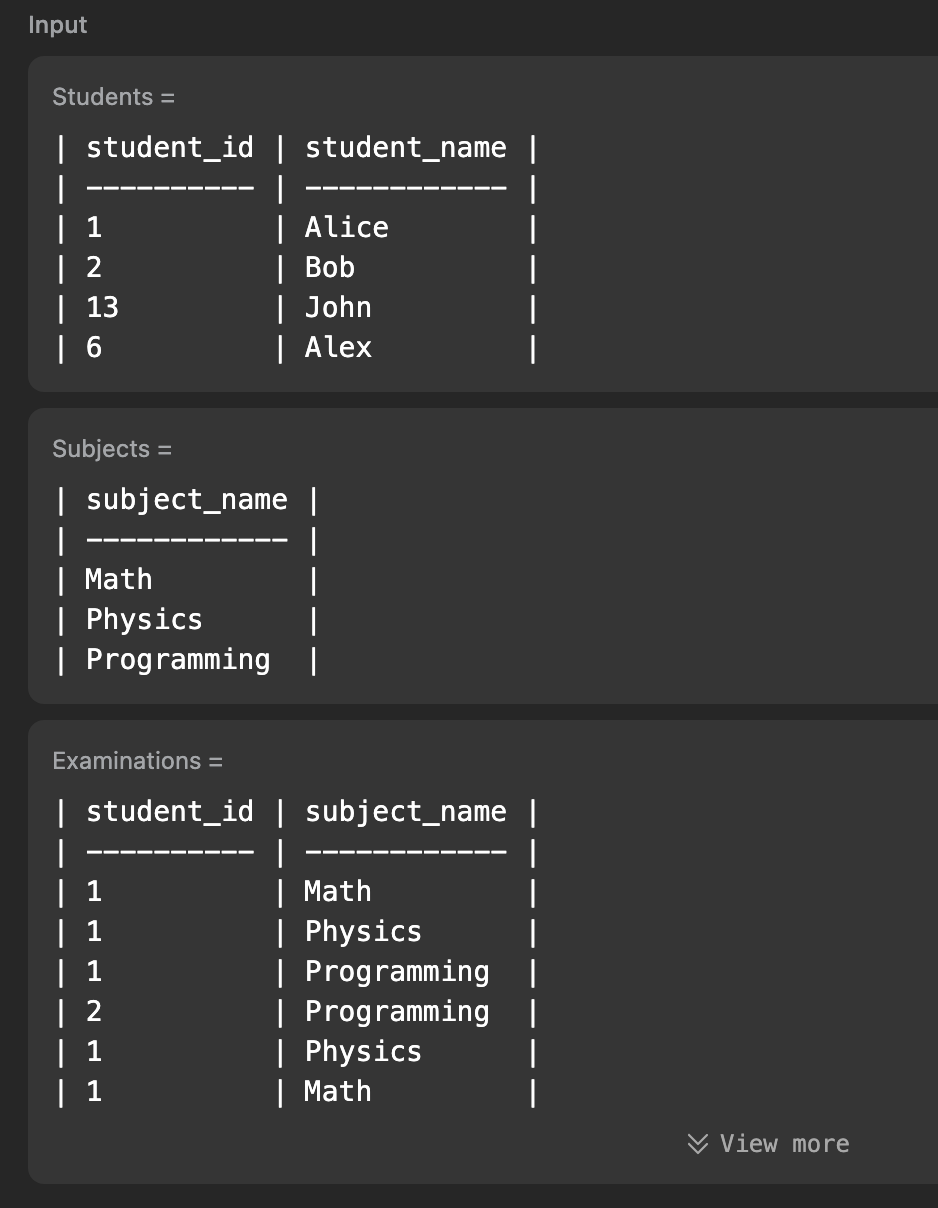 Input
Students =
| student_id | student_name |
| ---------- | ------------ |
| 1          | Alice        |
| 2          | Bob          |
| 13         | John         |
| 6          | Alex         |
Subjects =
| subject_name |
| ------------ |
| Math         |
| Physics      |
| Programming  |
Examinations =
| student_id | subject_name |
| ---------- | ------------ |
| 1          | Math         |
| 1          | Physics      |
| 1          | Programming  |
| 2          | Programming  |
| 1          | Physics      |
| 1          | Math         |
View more